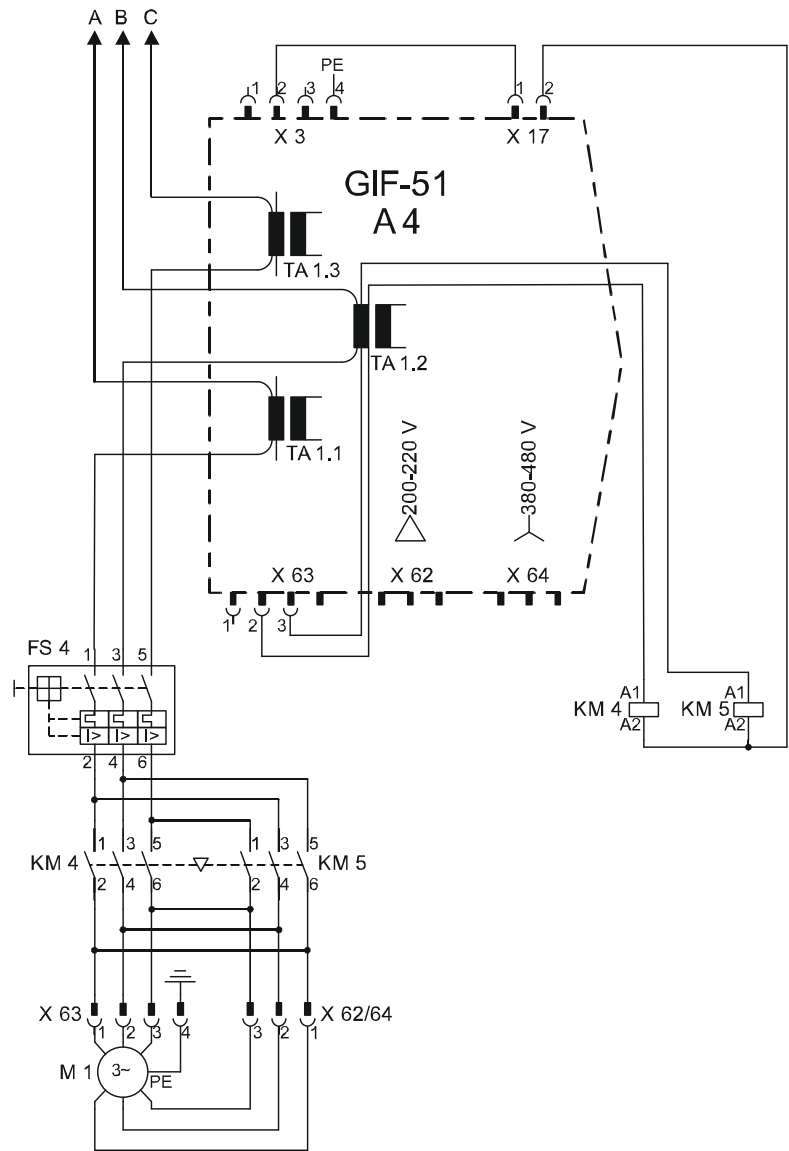 A B C
PE
1 2 3 4 1 2
X 3 X 17
GIF-51
A 4
TA 1.3
TA 1.2
TA 1.1
200-220 V 380-480 V
X 63 X 62 X 64
1 2 3
FS 4 1 3 5
I> I> I>
2 4 6
KM 4 A1 A2 KM 5 A1 A2
KM 4 1 3 5 1 3 5 KM 5
2 4 6 2 4 6
X 63 X 62/64
1 2 3 4 3 2 1
M 1 3~ PE